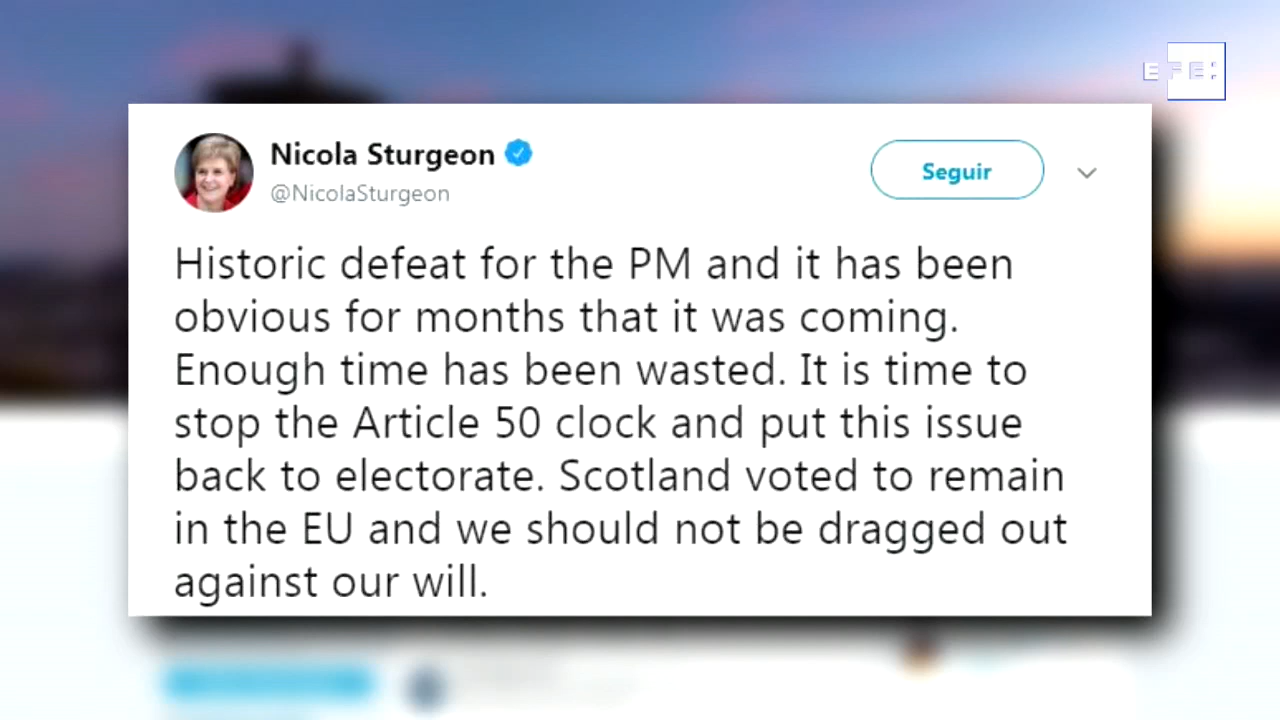 EFE:
Nicola Sturgeon
@NicolaSturgeon
Seguir
Historic defeat for the PM and it has been
obvious for months that it was coming.
Enough time has been wasted. It is time to
stop the Article 50 clock and put this issue
back to electorate. Scotland voted to remain
in the EU and we should not be dragged out
against our will.